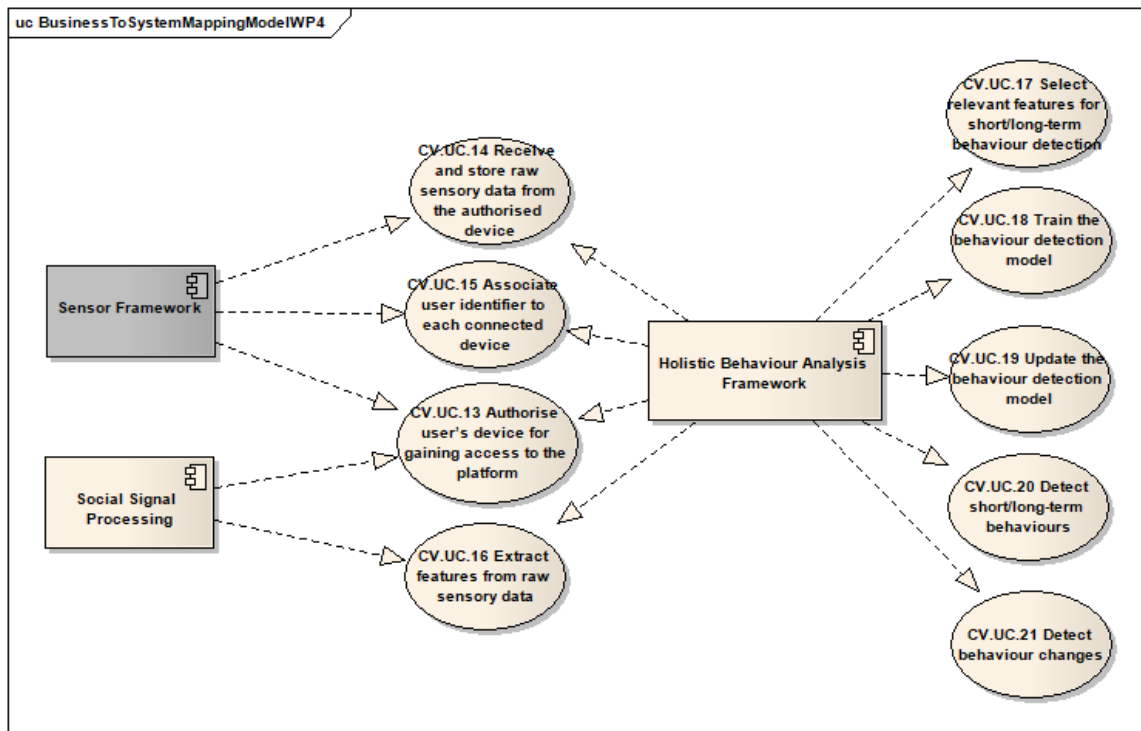 uc BusinessToSystemMappingModelWP4
CV.UC.17 Select
relevant features for
short/long-term
behaviour detection
CV.UC.14 Receive
and store raw
sensory data from
the authorised
device
CV.UC.18 Train the
behaviour detection
model
Sensor Framework
CV.UC.15 Associate
user identifier to
each connected
device
Holistic Behaviour Analysis
Framework
CV.UC.19 Update the
behaviour detection
model
CV.UC.13 Authorise
user's device for
gaining access to the
platform
Social Signal
Processing
CV.UC.20 Detect
short/long-term
behaviours
CV.UC.16 Extract
features from raw
sensory data
CV.UC.21 Detect
behaviour changes